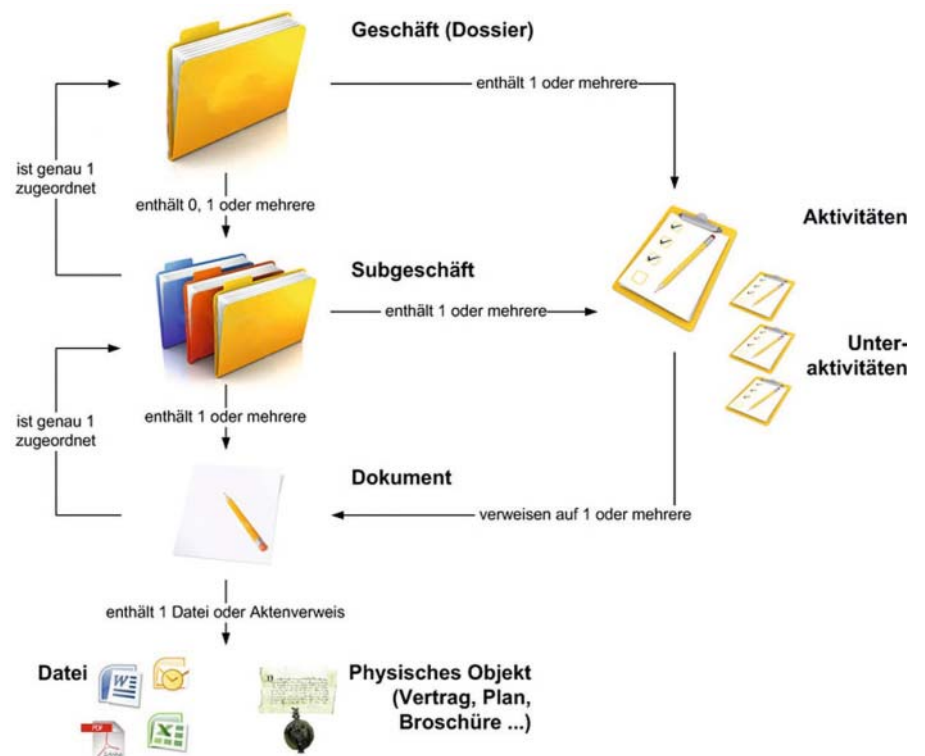 Geschäft (Dossier)
enthält 1 oder mehrere
ist genau 1
zugeordnet
enthält 0, 1 oder mehrere
Aktivitäten
Subgeschäft
enthält 1 oder mehrere
Unter-
aktivitäten
ist genau 1
zugeordnet
enthält 1 oder mehrere
Dokument
verweisen auf 1 oder mehrere
enthält 1 Datei oder Aktenverweis
Datei
W
PDF
X
Physisches Objekt
(Vertrag, Plan,
Broschüre ...)